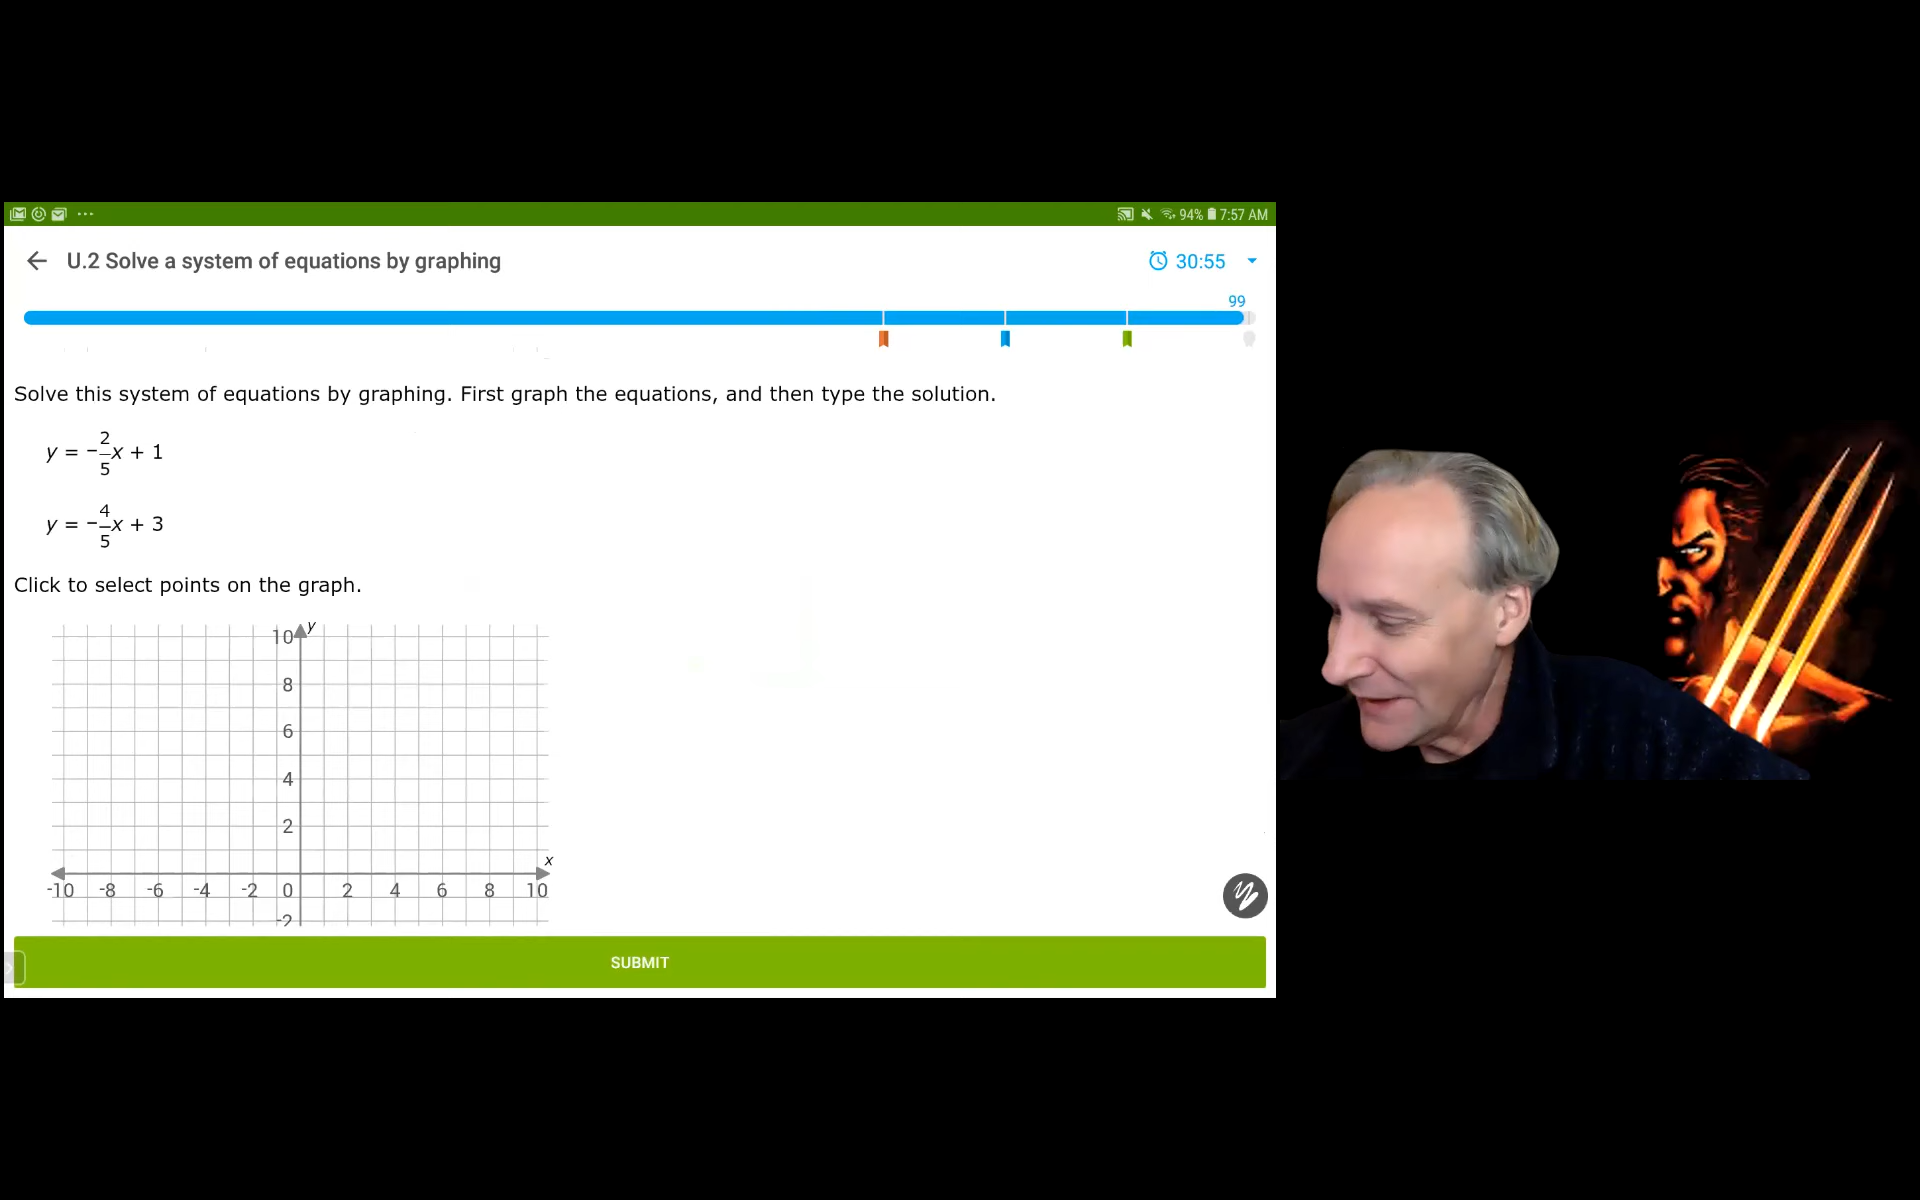 94% 7:57 AM
U.2 Solve a system of equations by graphing
30:55
99
Solve this system of equations by graphing. First graph the equations, and then type the solution.
y = -2/5x + 1
y = -4/5x + 3
Click to select points on the graph.
y
10
8
6
4
2
x
-10 -8 -6 -4 -2 0 2 4 6 8 10
-2
SUBMIT